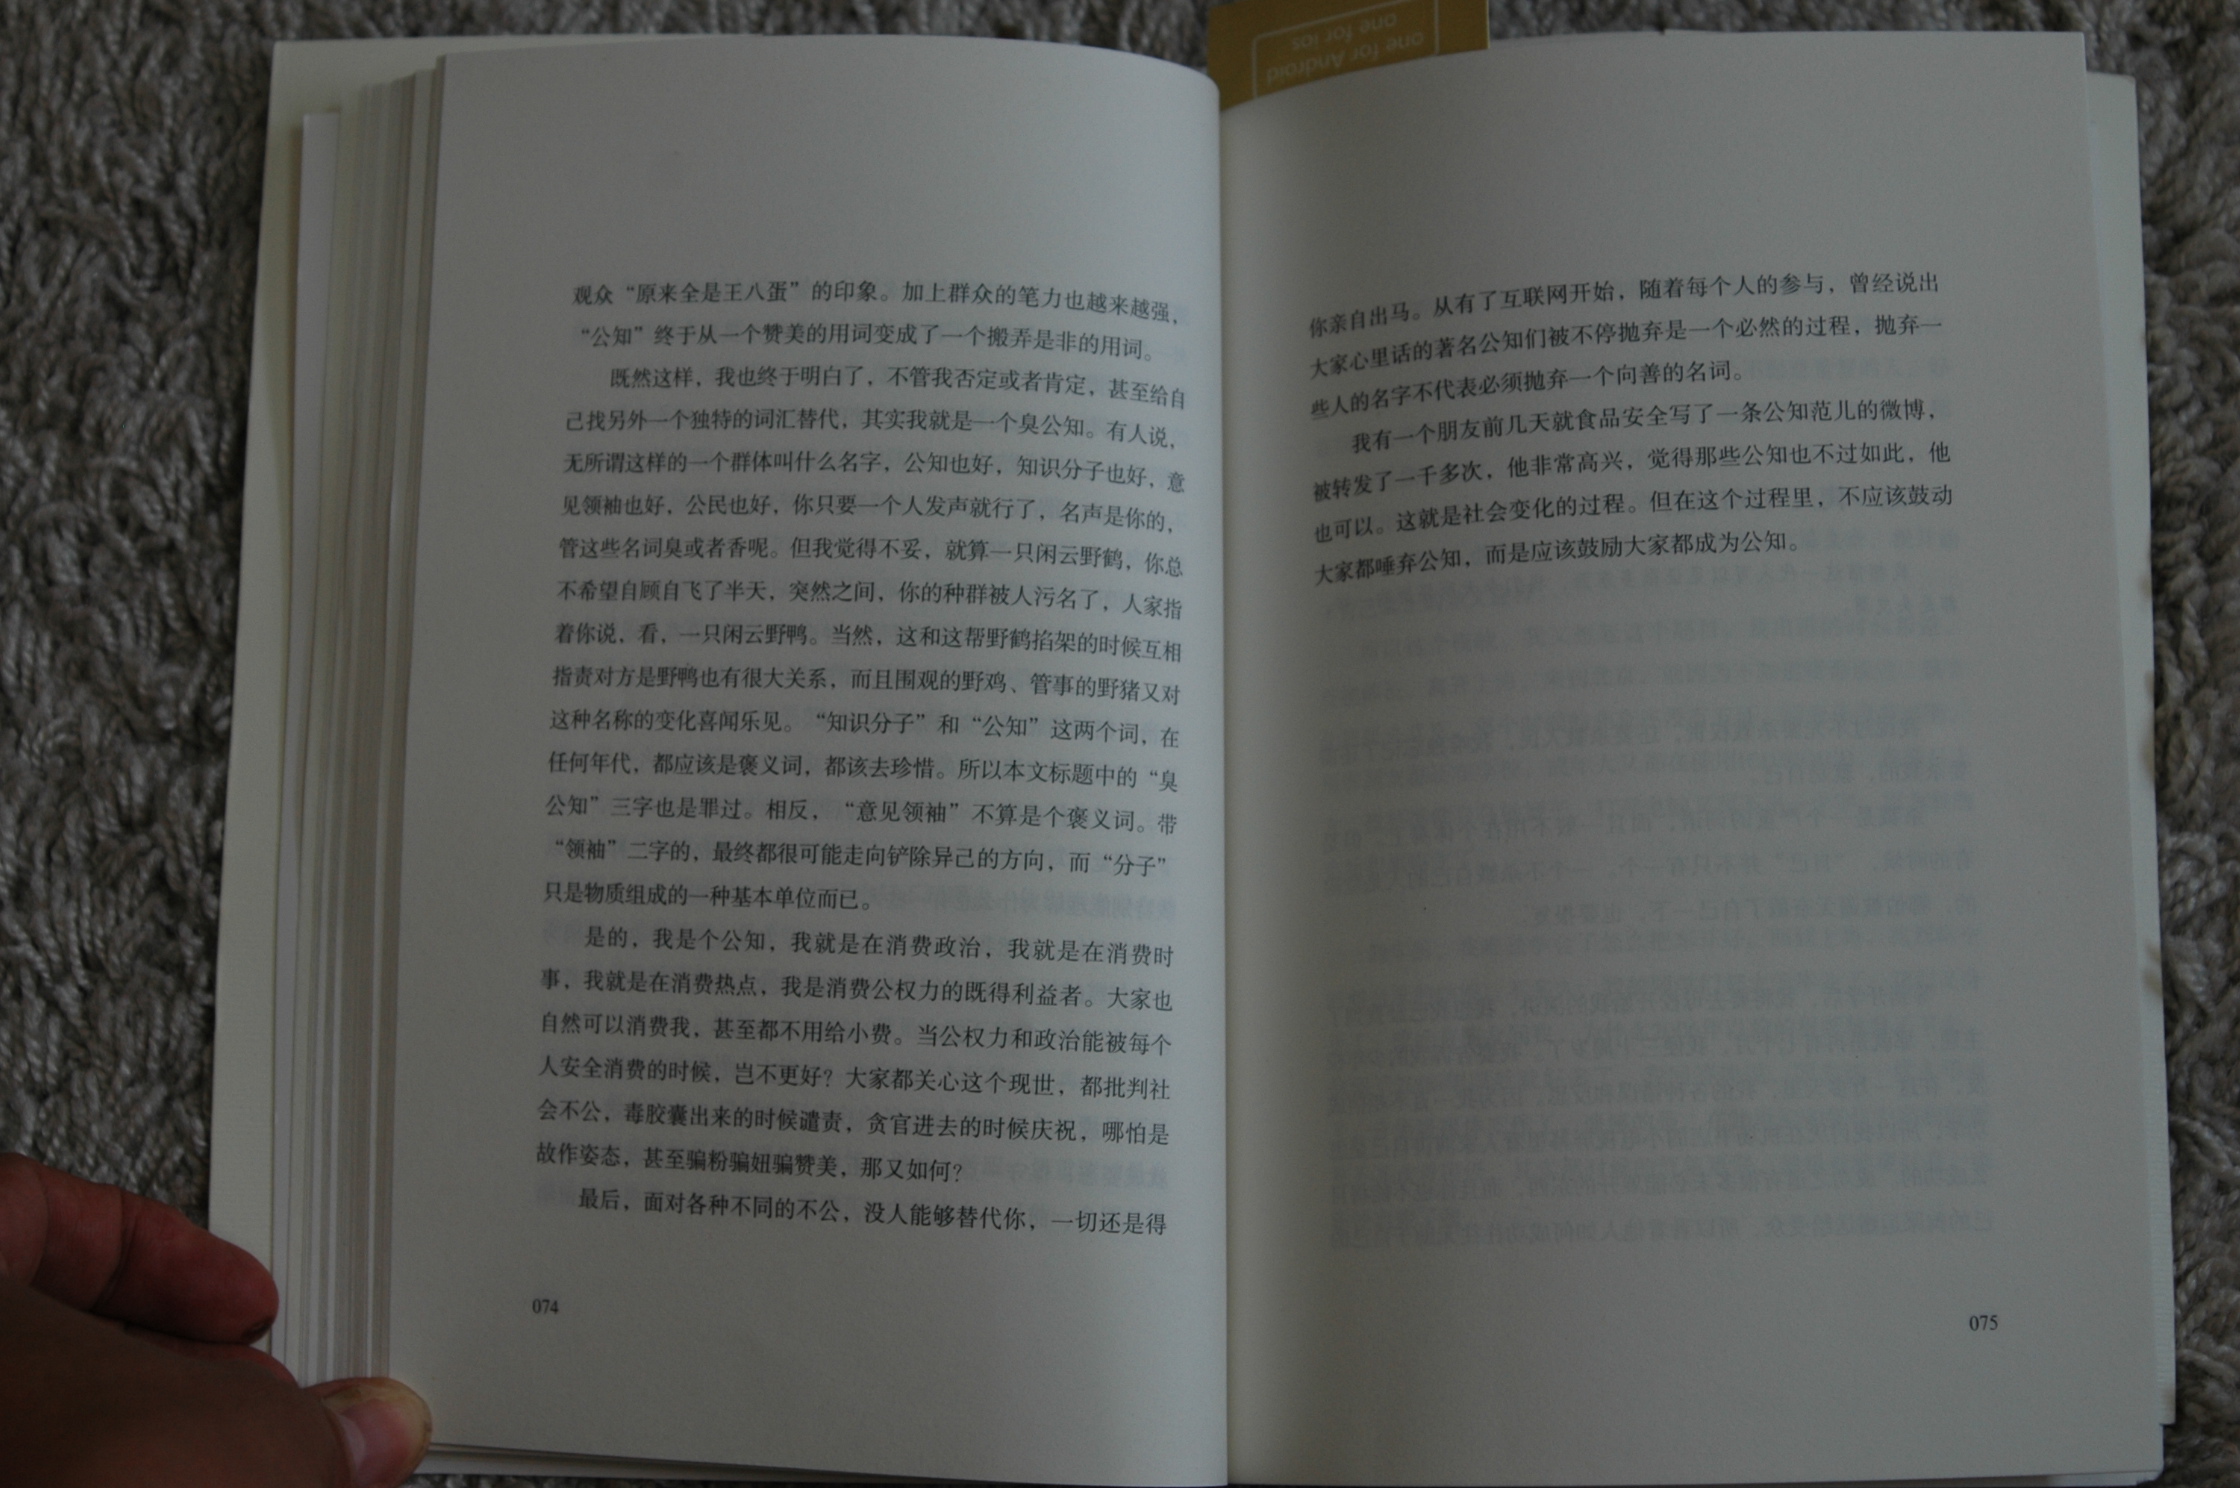 one for Android
one for ios
观众“原来全是王八蛋”的印象。加上群众的笔力也越来越强，
“公知”终于从一个赞美的用词变成了一个搬弄是非的用词。
既然这样，我也终于明白了，不管我否定或者肯定，甚至给自
己找另外一个独特的词汇替代，其实我就是一个臭公知。有人说，
无所谓这样的一个群体叫什么名字，公知也好，知识分子也好，意
见领袖也好，公民也好，你只要一个人发声就行了，名声是你的，
管这些名词臭或者香呢。但我觉得不妥，就算一只闲云野鹤，你总
不希望自顾自飞了半天，突然之间，你的种群被人污名了，人家指
着你说，看，一只闲云野鸭。当然，这和这帮野鹤掐架的时候互相
指责对方是野鸭也有很大关系，而且围观的野鸡、管事的野猪又对
这种名称的变化喜闻乐见。“知识分子”和“公知”这两个词，在
任何年代，都应该是褒义词，都该去珍惜。所以本文标题中的“臭
公知”三字也是罪过。相反，“意见领袖”不算是个褒义词。带
“领袖”二字的，最终都很可能走向铲除异己的方向，而“分子”
只是物质组成的一种基本单位而已。
是的，我是个公知，我就是在消费政治，我就是在消费时
事，我就是在消费热点，我是消费公权力的既得利益者。大家也
自然可以消费我，甚至都不用给小费。当公权力和政治能被每个
人安全消费的时候，岂不更好？大家都关心这个现世，都批判社
会不公，毒胶囊出来的时候谴责，贪官进去的时候庆祝，哪怕是
故作姿态，甚至骗粉骗妞骗赞美，那又如何？
最后，面对各种不同的不公，没人能够替代你，一切还是得
074
你亲自出马。从有了互联网开始，随着每个人的参与，曾经说出
大家心里话的著名公知们被不停抛弃是一个必然的过程，抛弃一
些人的名字不代表必须抛弃一个向善的名词。
我有一个朋友前几天就食品安全写了一条公知范儿的微博，
被转发了一千多次，他非常高兴，觉得那些公知也不过如此，他
也可以。这就是社会变化的过程。但在这个过程里，不应该鼓动
大家都唾弃公知，而是应该鼓励大家都成为公知。
075